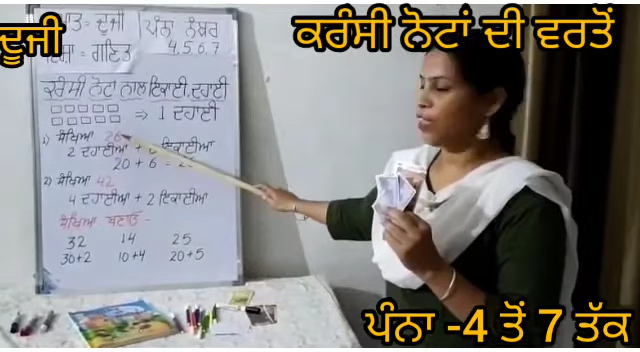 ਦੂਜੀ
ਕਰੰਸੀ ਨੋਟਾਂ ਦੀ ਵਰਤੋਂ
ਦੂਜੀ ਪੰਨਾ ਨੰਬਰ
ਗਣਿਤ 4,5,6,7
ਕਰੰਸੀ ਨੋਟਾਂ ਨਾਲ ਇਕਾਈ, ਦਹਾਈ
⇒ 1 ਦਹਾਈ
1) ਸੰਖਿਆ 26
2 ਦਹਾਈਆਂ + 6 ਇਕਾਈਆਂ
20 + 6 =
2) ਸੰਖਿਆ 42
4 ਦਹਾਈਆਂ + 2 ਇਕਾਈਆਂ
ਸੰਖਿਆ ਬਣਾਓ -
32 14 25
30+2 10+4 20+5
ਪੰਨਾ -4 ਤੋਂ 7 ਤੱਕ